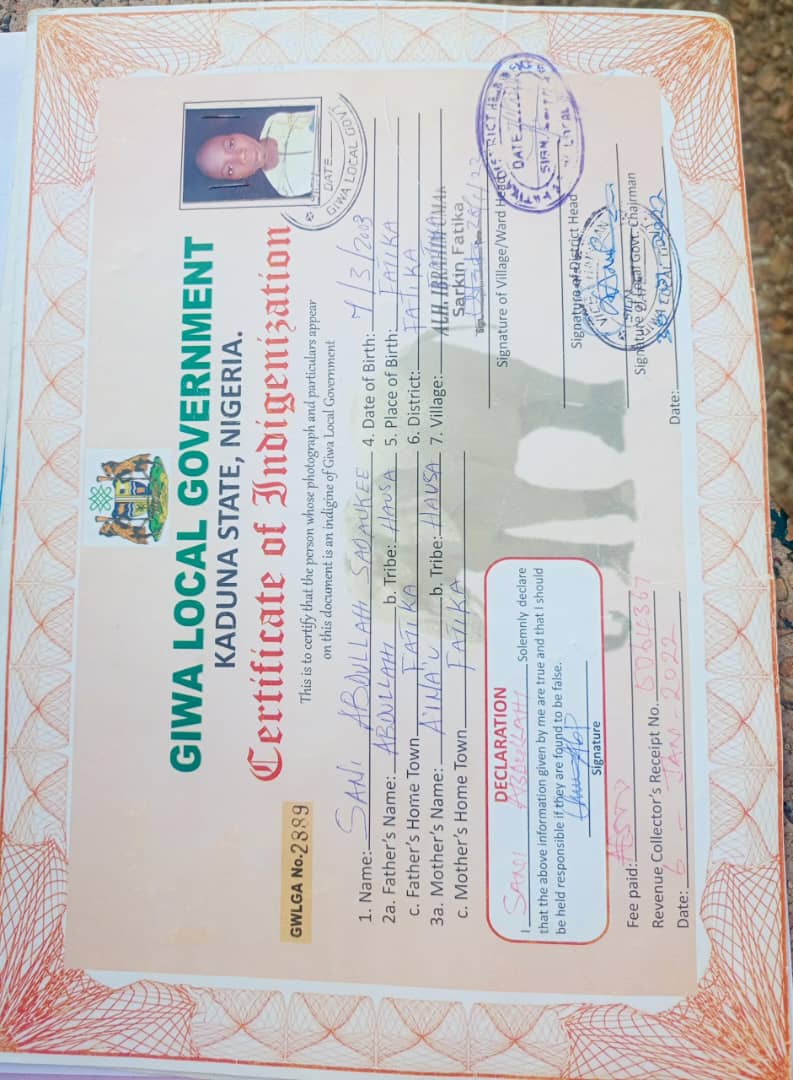 GIWA LOCAL GOVERNMENT
KADUNA STATE, NIGERIA.
Certificate of Indigenization
GWLGA No. 2889
This is to certify that the person whose photograph and particulars appear
on this document is an indigine of Giwa Local Government
DATE
GIWA LOCAL GOVT
1. Name: SANI ABDULLAHI SADAUKEE 4. Date of Birth: 7/3/2003
2a. Father's Name: ABDULLAHI b. Tribe: HAUSA 5. Place of Birth: FATIKA
c. Father's Home Town FATIKA 6. District: FATIKA
3a. Mother's Name: A'INA'U b. Tribe: HAUSA 7. Village: ALH. IBRAHIM UMAR
c. Mother's Home Town FATIKA Sarkin Fatika
DECLARATION
I SANI ABDULLAHI Solemnly declare
that the above information given by me are true and that I should
be held responsible if they are found to be false.
Signature
Signature of Village/Ward Head
DISTRICT HEAD
DATE
SIGN
Signature of District Head
Signature of Local Govt. Chairman
Date:
Fee paid:
Revenue Collector's Receipt No.
Date: 6 - JAN - 2022